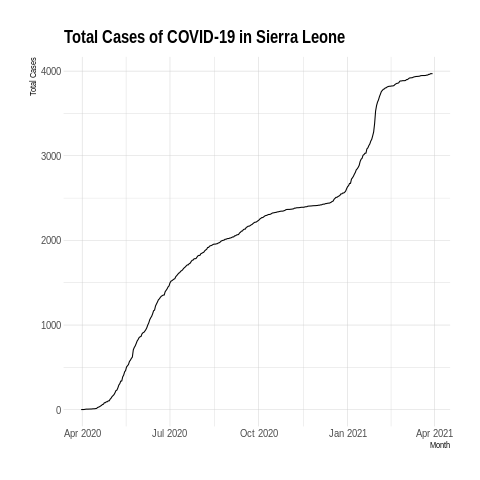 Total Cases of COVID-19 in Sierra Leone
Total Cases
4000
3000
2000
1000
0
Apr 2020 Jul 2020 Oct 2020 Jan 2021 Apr 2021
Month